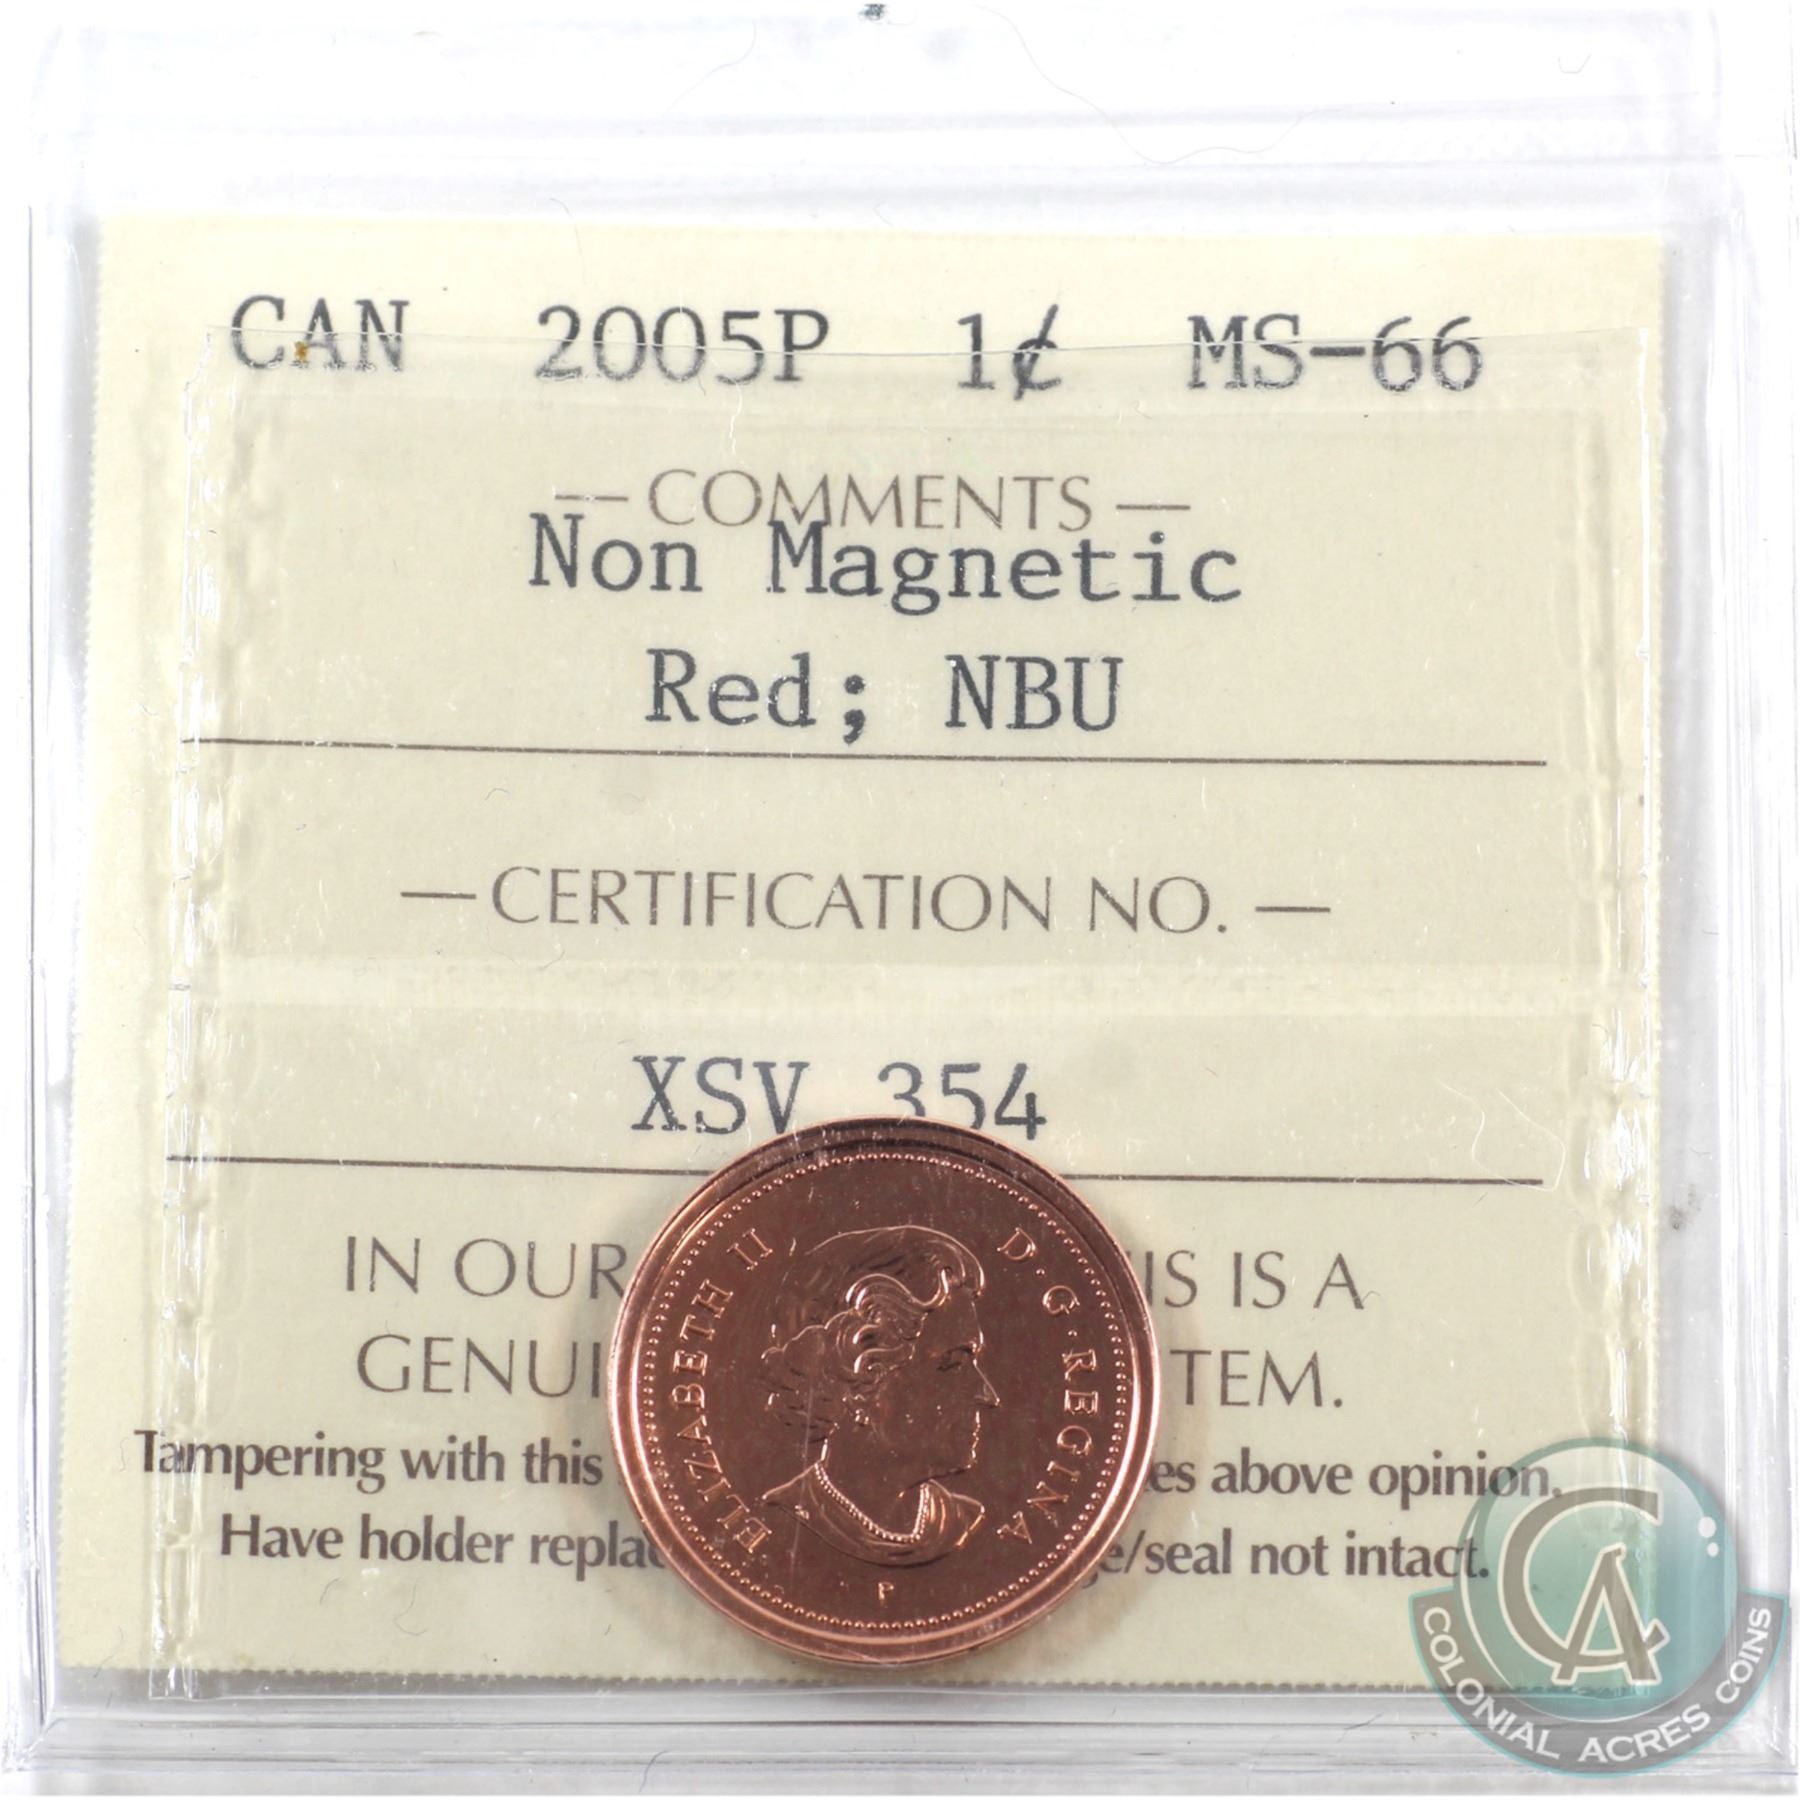 CAN 2005P 1¢ MS-66
— COMMENTS —
Non Magnetic
Red; NBU
— CERTIFICATION NO. —
XSV 354
IN OUR IS IS A
GENUI TEM.
Tampering with this es above opinion.
Have holder replac e/seal not intact.
ELIZABETH II D·G·REGINA
P
CA
COLONIAL ACRES COINS